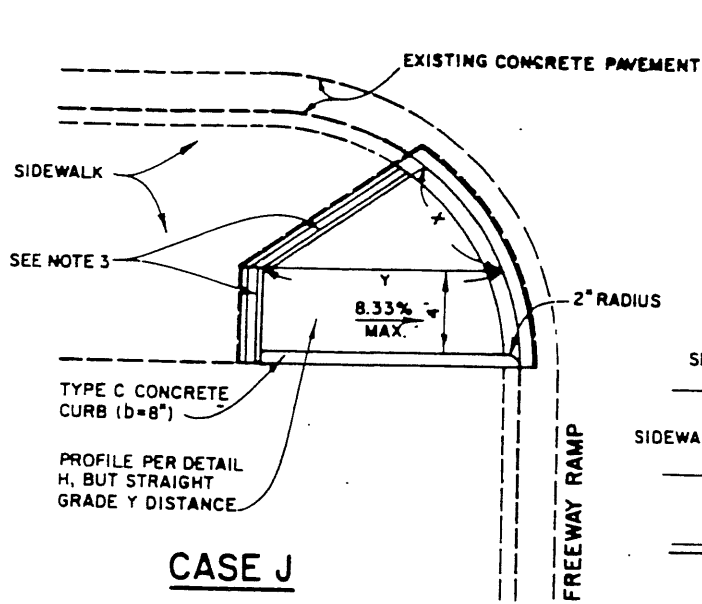 EXISTING CONCRETE PAVEMENT
SIDEWALK
X
SEE NOTE 3
Y
2" RADIUS
8.33%
MAX.
TYPE C CONCRETE
CURB (b=8")
PROFILE PER DETAIL
H, BUT STRAIGHT
GRADE Y DISTANCE
SIDEWA
FREEWAY RAMP
CASE J